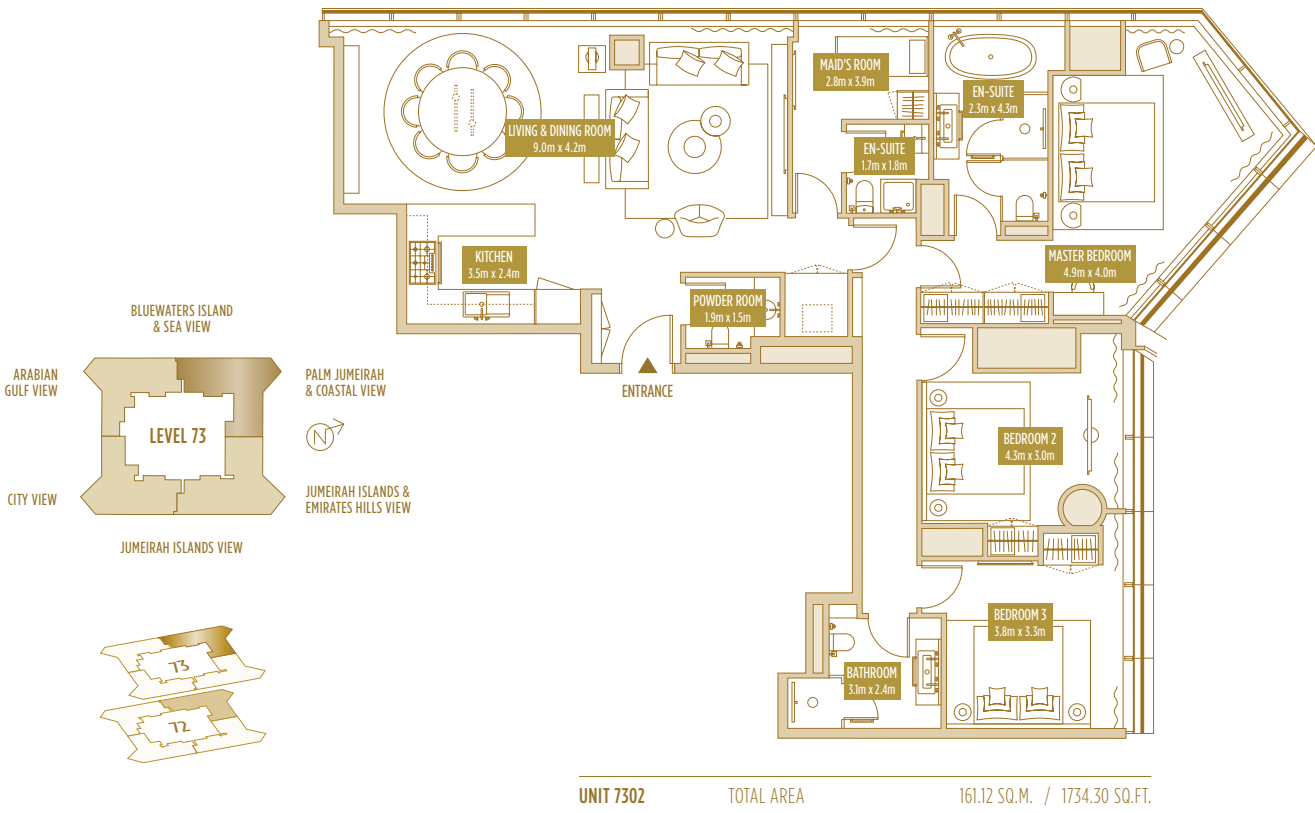 MAID'S ROOM
2.8m x 3.9m
EN-SUITE
2.3m x 4.3m
LIVING & DINING ROOM
9.0m x 4.2m
EN-SUITE
1.7m x 1.8m
KITCHEN
3.5m x 2.4m
MASTER BEDROOM
4.9m x 4.0m
POWDER ROOM
1.9m x 1.5m
ENTRANCE
BEDROOM 2
4.3m x 3.0m
BEDROOM 3
3.8m x 3.3m
BATHROOM
3.1m x 2.4m
BLUEWATERS ISLAND
& SEA VIEW
ARABIAN
GULF VIEW
PALM JUMEIRAH
& COASTAL VIEW
LEVEL 73
N
CITY VIEW
JUMEIRAH ISLANDS &
EMIRATES HILLS VIEW
JUMEIRAH ISLANDS VIEW
73
72
UNIT 7302 TOTAL AREA 161.12 SQ.M. / 1734.30 SQ.FT.